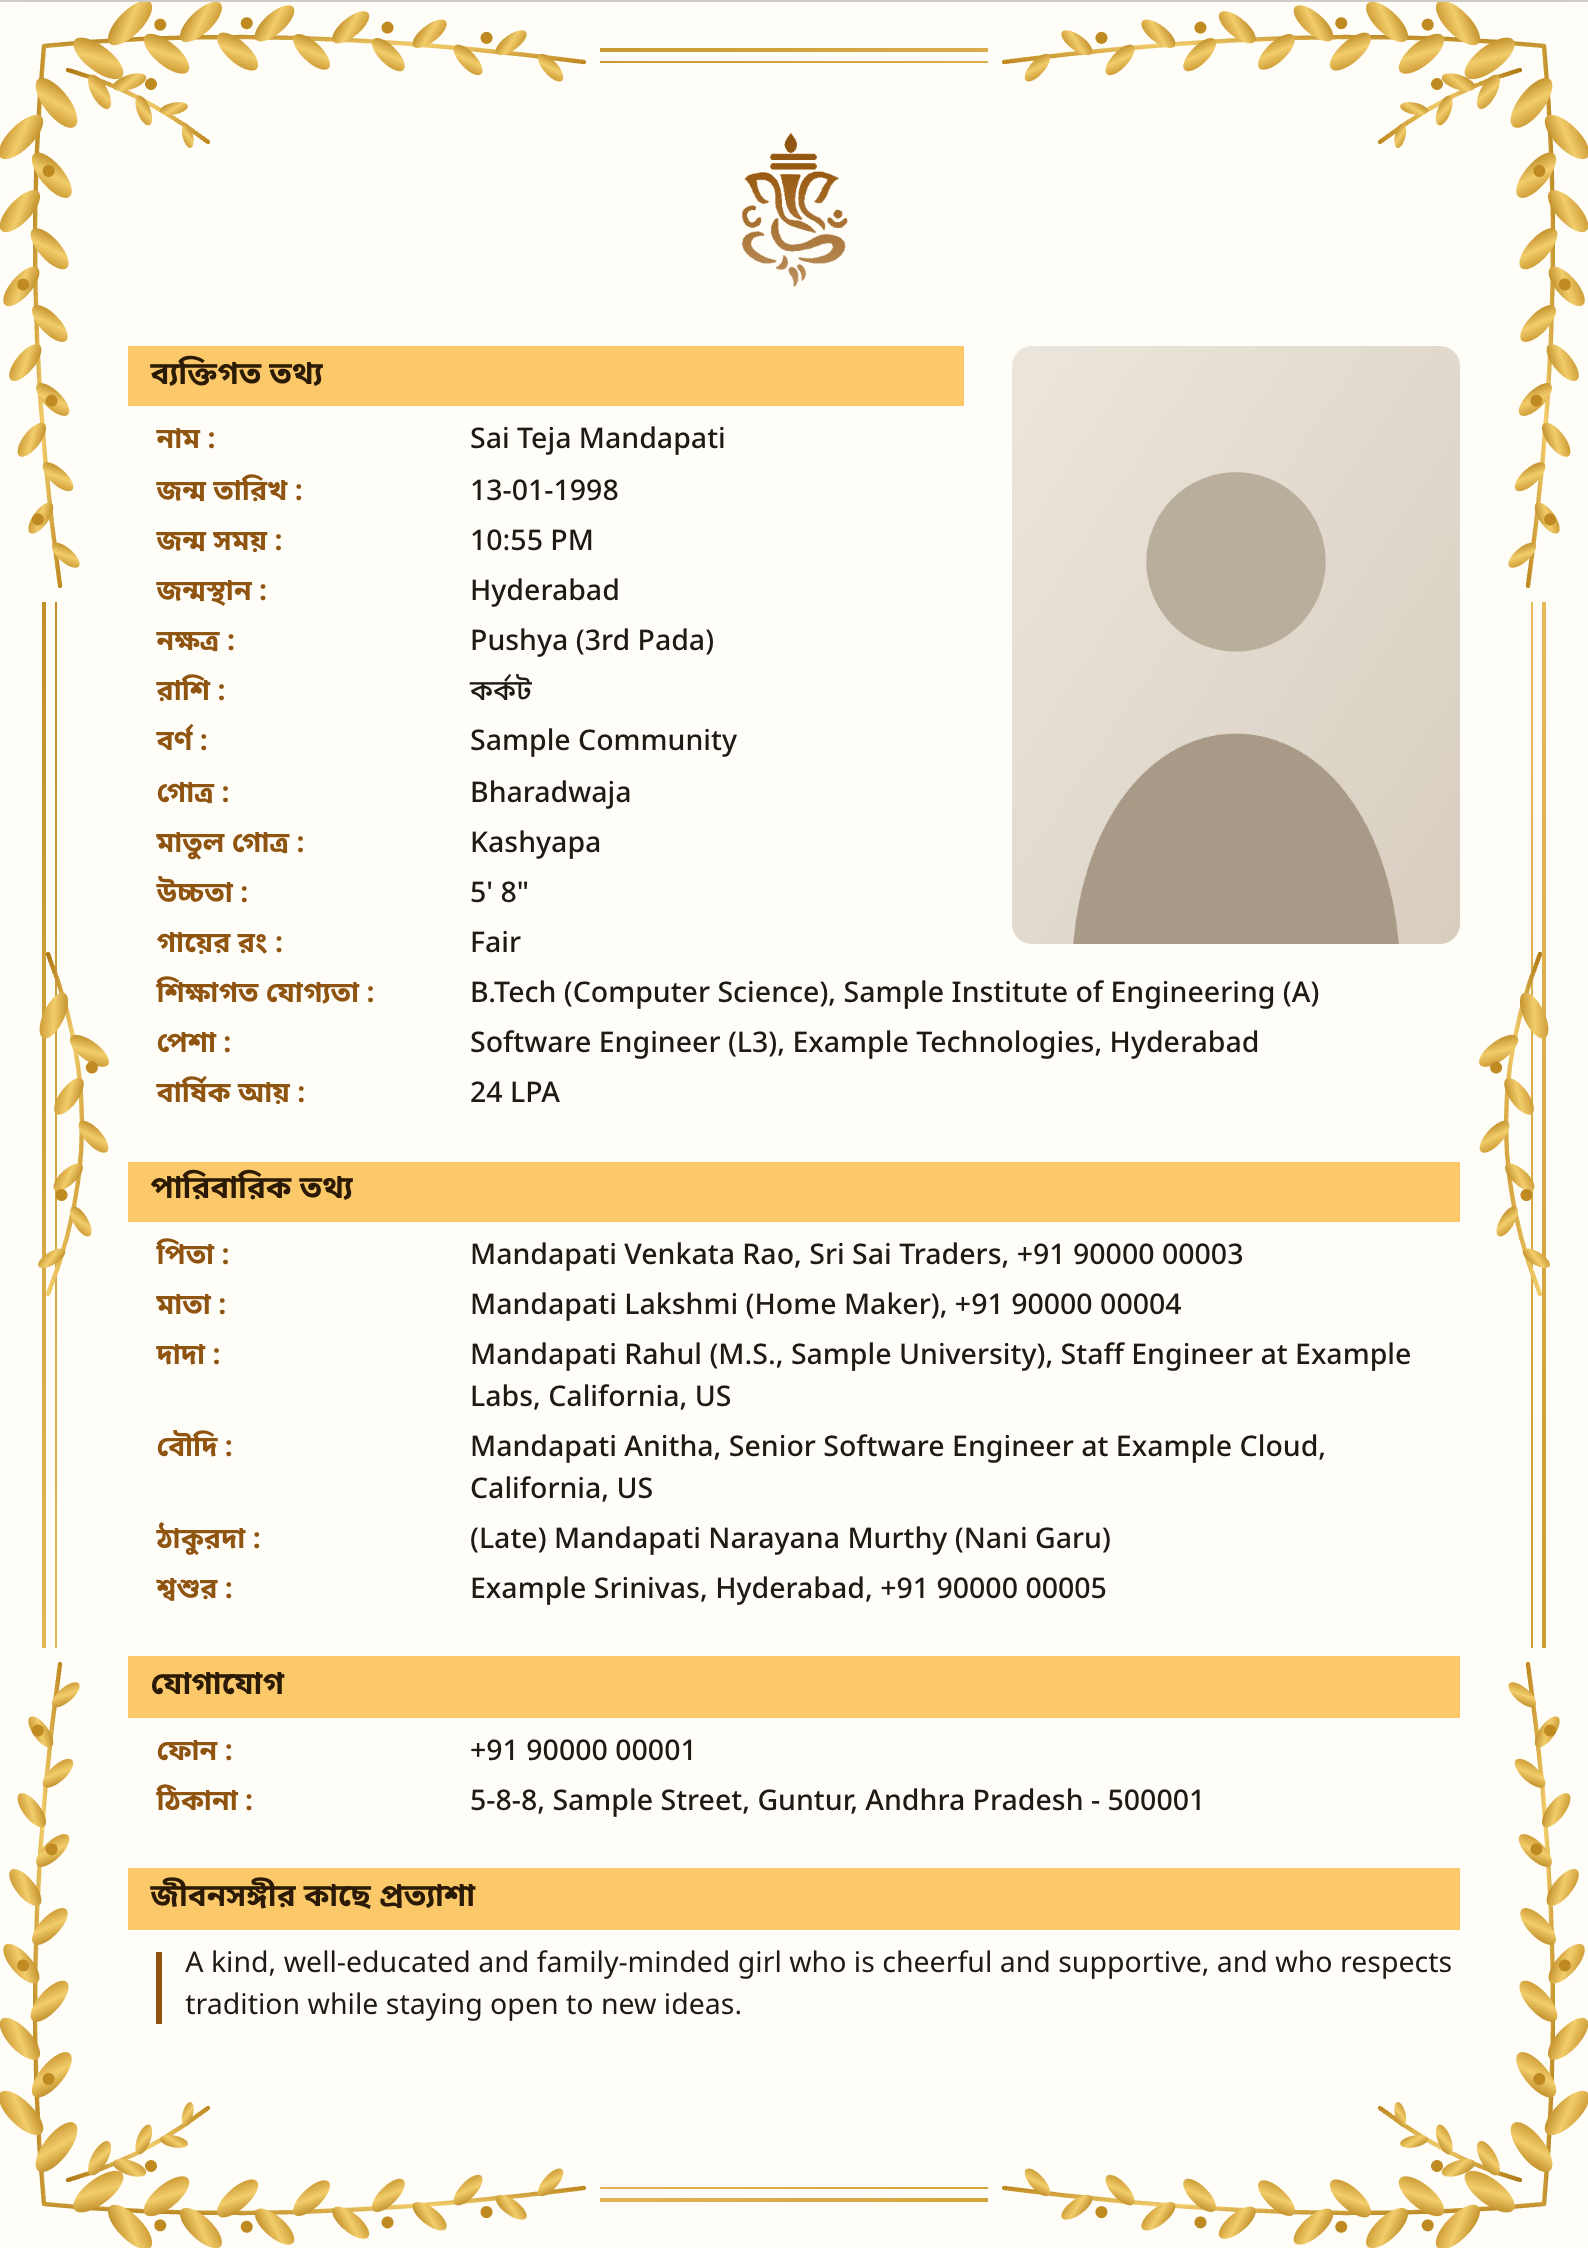 ব্যক্তিগত তথ্য
নাম : Sai Teja Mandapati
জন্ম তারিখ : 13-01-1998
জন্ম সময় : 10:55 PM
জন্মস্থান : Hyderabad
নক্ষত্র : Pushya (3rd Pada)
রাশি : কর্কট
বর্ণ : Sample Community
গোত্র : Bharadwaja
মাতুল গোত্র : Kashyapa
উচ্চতা : 5' 8"
গায়ের রং : Fair
শিক্ষাগত যোগ্যতা : B.Tech (Computer Science), Sample Institute of Engineering (A)
পেশা : Software Engineer (L3), Example Technologies, Hyderabad
বার্ষিক আয় : 24 LPA
পারিবারিক তথ্য
পিতা : Mandapati Venkata Rao, Sri Sai Traders, +91 90000 00003
মাতা : Mandapati Lakshmi (Home Maker), +91 90000 00004
দাদা : Mandapati Rahul (M.S., Sample University), Staff Engineer at Example
Labs, California, US
বৌদি : Mandapati Anitha, Senior Software Engineer at Example Cloud,
California, US
ঠাকুরদা : (Late) Mandapati Narayana Murthy (Nani Garu)
শ্বশুর : Example Srinivas, Hyderabad, +91 90000 00005
যোগাযোগ
ফোন : +91 90000 00001
ঠিকানা : 5-8-8, Sample Street, Guntur, Andhra Pradesh - 500001
জীবনসঙ্গীর কাছে প্রত্যাশা
A kind, well-educated and family-minded girl who is cheerful and supportive, and who respects
tradition while staying open to new ideas.